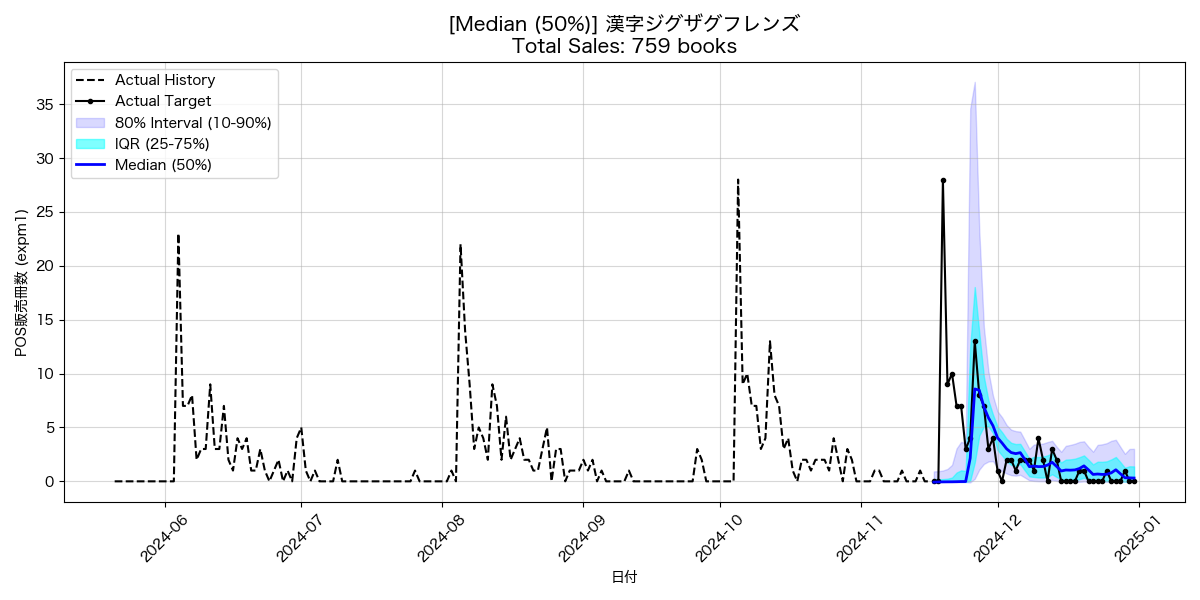 [Median (50%)] 漢字ジグザグフレンズ
Total Sales: 759 books
Actual History
Actual Target
80% Interval (10-90%)
IQR (25-75%)
Median (50%)
POS販売冊数 (expm1)
35
30
25
20
15
10
5
0
2024-06
2024-07
2024-08
2024-09
2024-10
2024-11
2024-12
2025-01
日付